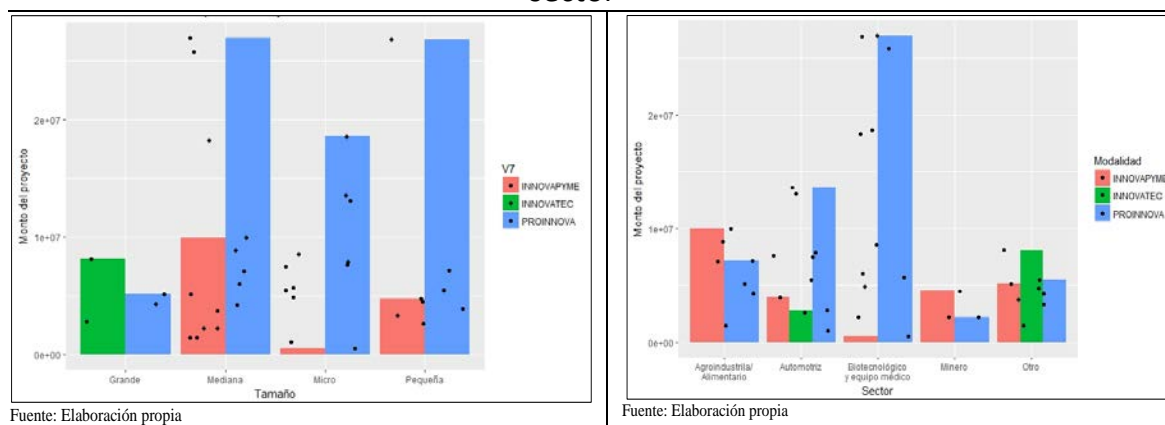 sector
Monto del proyecto
2e+07
1e+07
0e+00
Grande
Mediana
Micro
Pequeña
Tamaño
V7
INNOVAPYME
INNOVATEC
PROINNOVA
Fuente: Elaboración propia
Monto del proyecto
2e+07
1e+07
0e+00
Agroindustrila/
Alimentario
Automotriz
Biotecnológico
y equipo médico
Minero
Otro
Sector
Modalidad
INNOVAPYME
INNOVATEC
PROINNOVA
Fuente: Elaboración propia